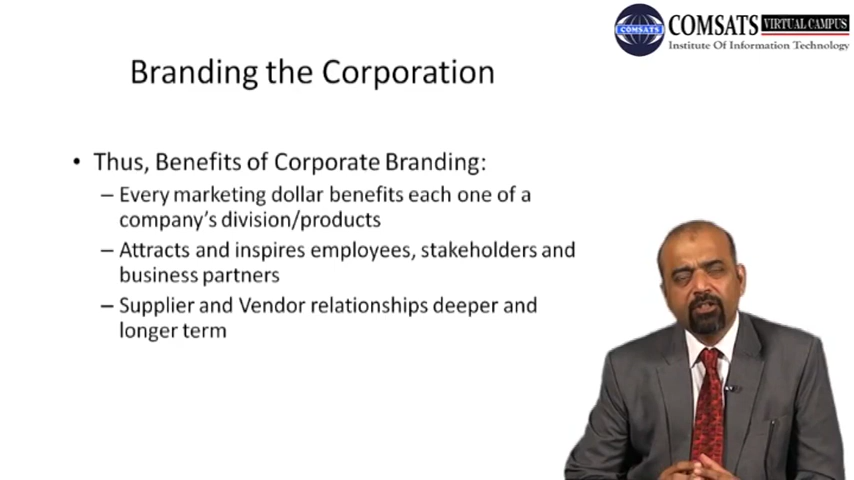 COMSATS VIRTUAL CAMPUS
COMSATS
Institute Of Information Technology
Branding the Corporation
• Thus, Benefits of Corporate Branding:
– Every marketing dollar benefits each one of a
company's division/products
– Attracts and inspires employees, stakeholders and
business partners
– Supplier and Vendor relationships deeper and
longer term